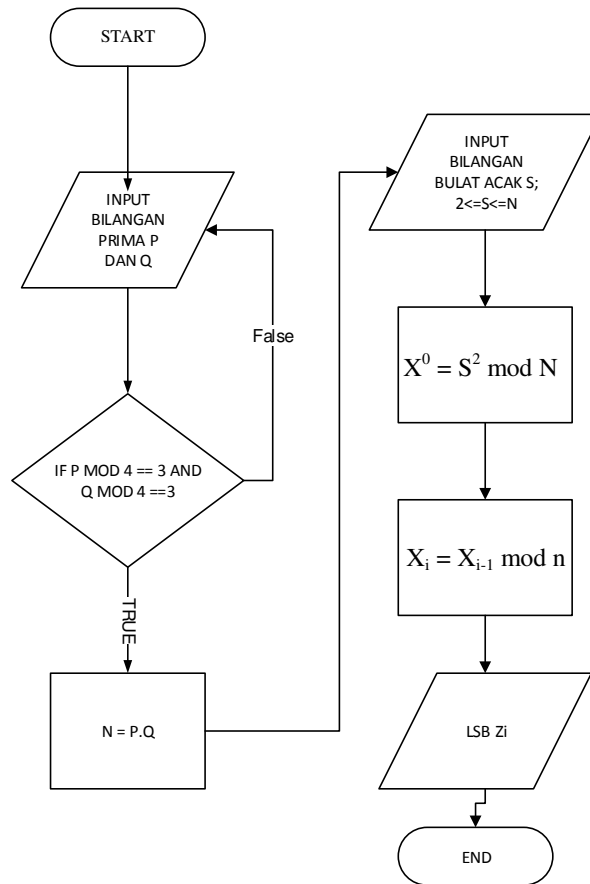 START
INPUT
BILANGAN
PRIMA P
DAN Q
False
IF P MOD 4 == 3 AND
Q MOD 4 ==3
TRUE
N = P.Q
INPUT
BILANGAN
BULAT ACAK S;
2<=S<=N
X⁰ = S² mod N
Xᵢ = Xᵢ₋₁ mod n
LSB Zi
END